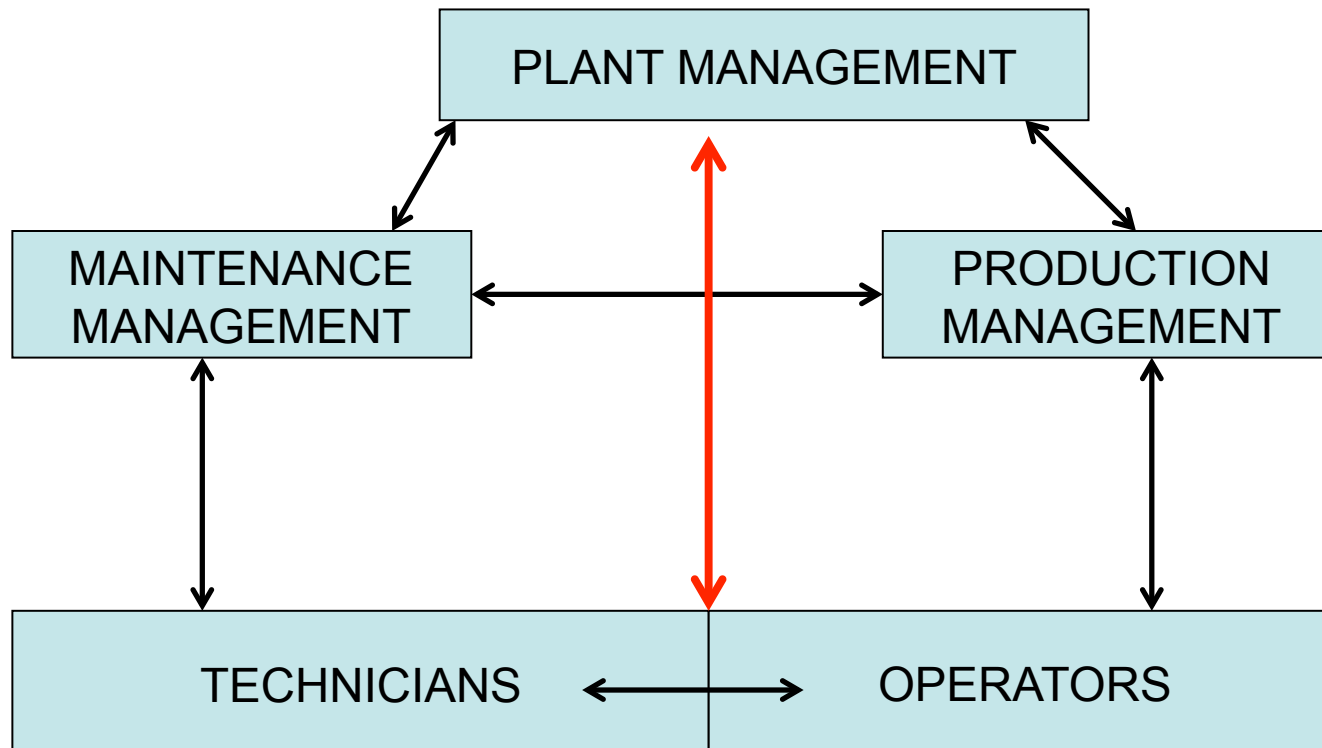 PLANT MANAGEMENT
MAINTENANCE
MANAGEMENT
PRODUCTION
MANAGEMENT
TECHNICIANS
OPERATORS